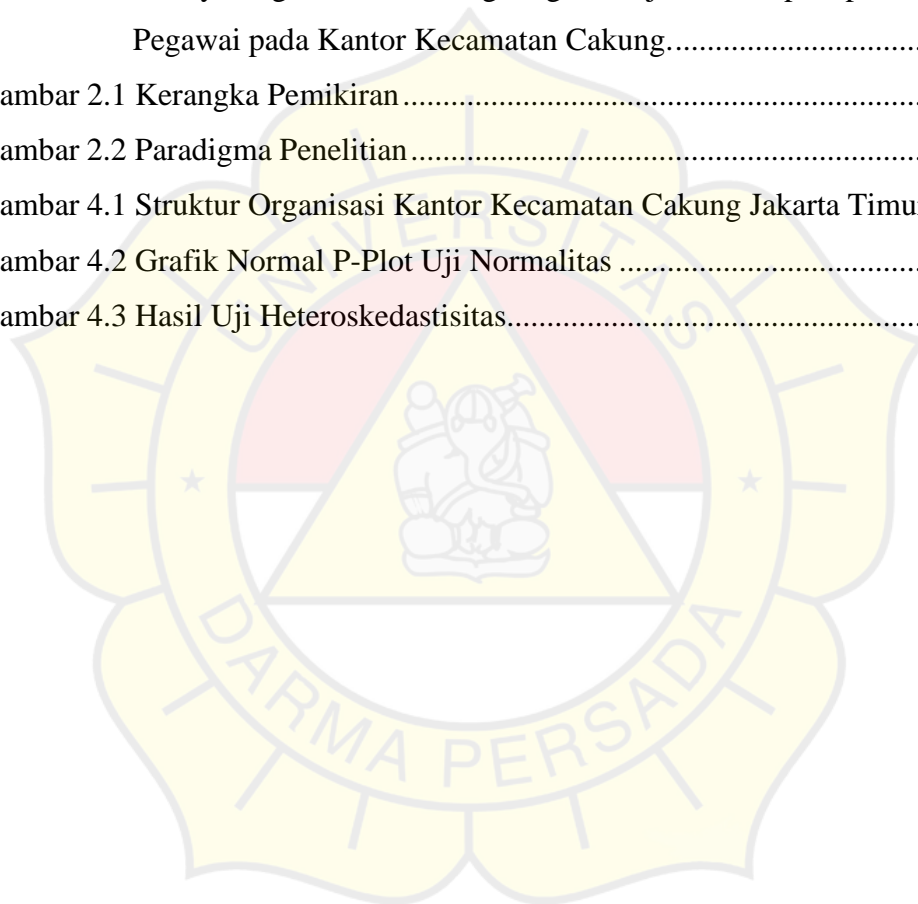 Pegawai pada Kantor Kecamatan Cakung.............................
ambar 2.1 Kerangka Pemikiran.......................................................
ambar 2.2 Paradigma Penelitian......................................................
ambar 4.1 Struktur Organisasi Kantor Kecamatan Cakung Jakarta Timu
ambar 4.2 Grafik Normal P-Plot Uji Normalitas ................................
ambar 4.3 Hasil Uji Heteroskedastisitas............................................
UNIVERSITAS
DARMA PERSADA